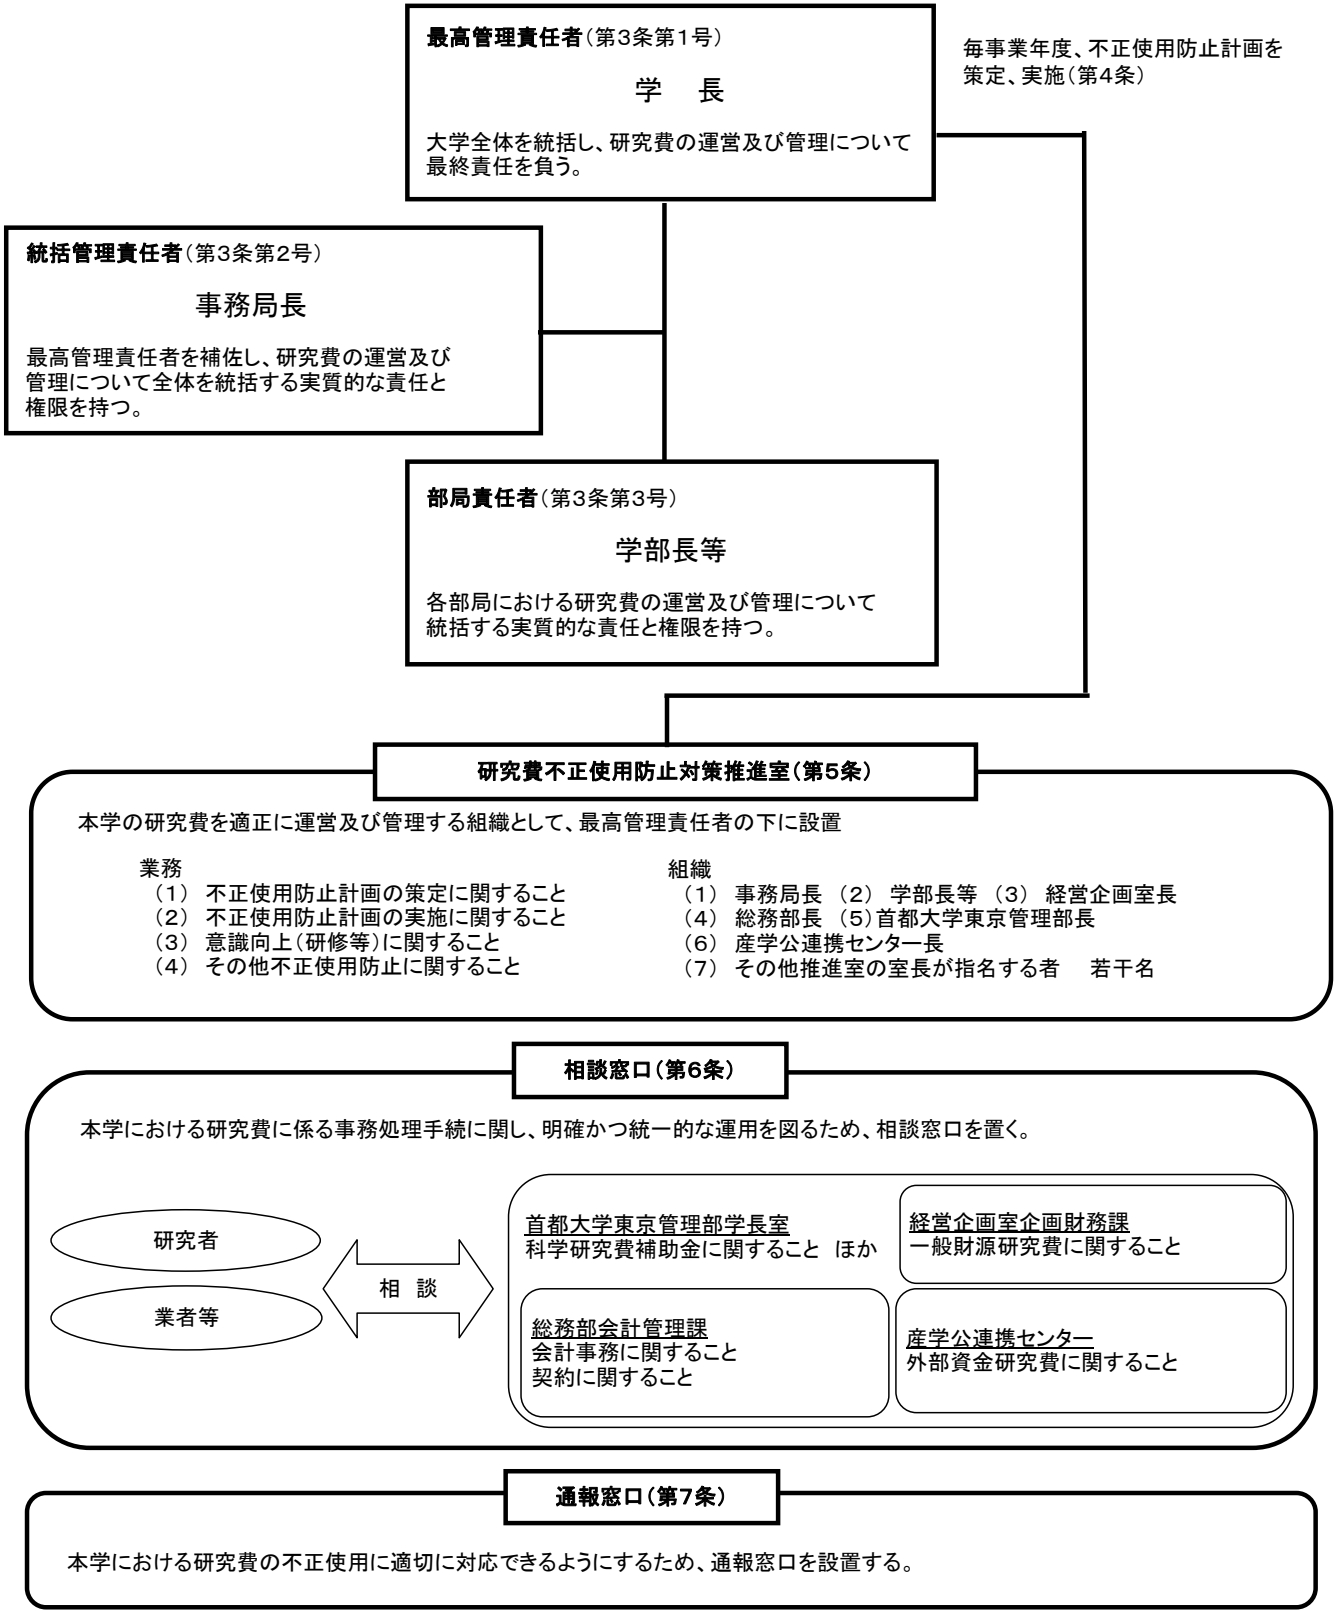 最高管理責任者(第3条第1号)
学　長
大学全体を統括し、研究費の運営及び管理について
最終責任を負う。
毎事業年度、不正使用防止計画を
策定、実施(第4条)
統括管理責任者(第3条第2号)
事務局長
最高管理責任者を補佐し、研究費の運営及び
管理について全体を統括する実質的な責任と
権限を持つ。
部局責任者(第3条第3号)
学部長等
各部局における研究費の運営及び管理について
統括する実質的な責任と権限を持つ。
研究費不正使用防止対策推進室(第5条)
本学の研究費を適正に運営及び管理する組織として、最高管理責任者の下に設置
業務
(1) 不正使用防止計画の策定に関すること
(2) 不正使用防止計画の実施に関すること
(3) 意識向上(研修等)に関すること
(4) その他不正使用防止に関すること
組織
(1) 事務局長 (2) 学部長等 (3) 経営企画室長
(4) 総務部長 (5)首都大学東京管理部長
(6) 産学公連携センター長
(7) その他推進室の室長が指名する者　若干名
相談窓口(第6条)
本学における研究費に係る事務処理手続に関し、明確かつ統一的な運用を図るため、相談窓口を置く。
研究者
業者等
相 談
首都大学東京管理部学長室
科学研究費補助金に関すること ほか
経営企画室企画財務課
一般財源研究費に関すること
総務部会計管理課
会計事務に関すること
契約に関すること
産学公連携センター
外部資金研究費に関すること
通報窓口(第7条)
本学における研究費の不正使用に適切に対応できるようにするため、通報窓口を設置する。